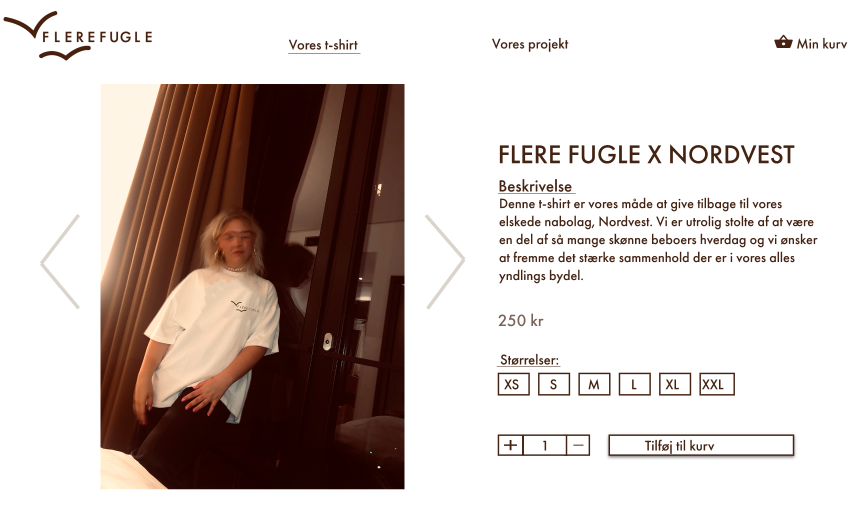 FLEREFUGLE
Vores t-shirt
Vores projekt
Min kurv
FLERE FUGLE X NORDVEST
Beskrivelse
Denne t-shirt er vores måde at give tilbage til vores
elskede nabolag, Nordvest. Vi er utrolig stolte af at være
en del af så mange skønne beboers hverdag og vi ønsker
at fremme det stærke sammenhold der er i vores alles
yndlings bydel.
250 kr
Størrelser:
XS S M L XL XXL
+ 1 −
Tilføj til kurv